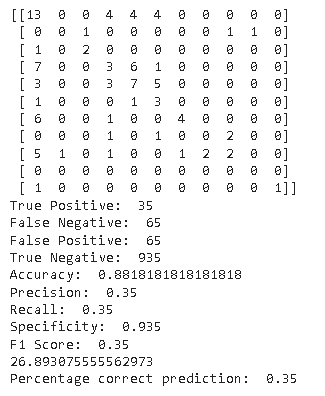 [[13 0 0 4 4 4 0 0 0 0 0]
[ 0 0 1 0 0 0 0 0 1 1 0]
[ 1 0 2 0 0 0 0 0 0 0 0]
[ 7 0 0 3 6 1 0 0 0 0 0]
[ 3 0 0 3 7 5 0 0 0 0 0]
[ 1 0 0 0 1 3 0 0 0 0 0]
[ 6 0 0 1 0 0 4 0 0 0 0]
[ 0 0 0 1 0 1 0 0 2 0 0]
[ 5 1 0 1 0 0 1 2 2 0 0]
[ 0 0 0 0 0 0 0 0 0 0 0]
[ 1 0 0 0 0 0 0 0 0 0 1]]
True Positive: 35
False Negative: 65
False Positive: 65
True Negative: 935
Accuracy: 0.8818181818181818
Precision: 0.35
Recall: 0.35
Specificity: 0.935
F1 Score: 0.35
26.893075555562973
Percentage correct prediction: 0.35